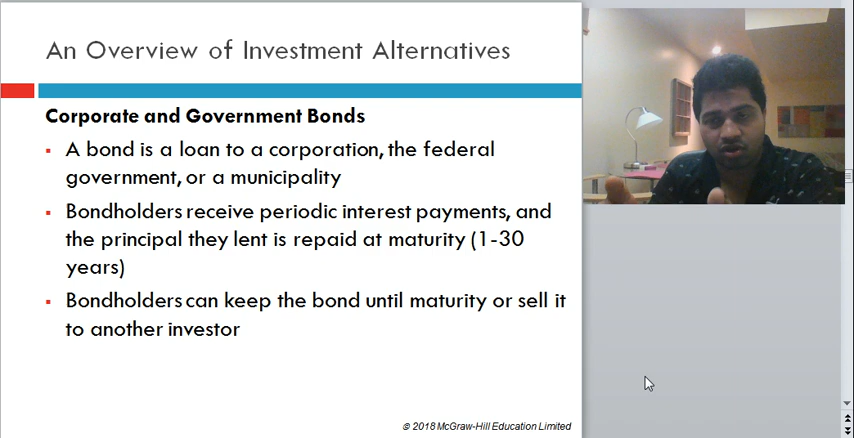 An Overview of Investment Alternatives
Corporate and Government Bonds
▪ A bond is a loan to a corporation, the federal
government, or a municipality
▪ Bondholders receive periodic interest payments, and
the principal they lent is repaid at maturity (1-30
years)
▪ Bondholders can keep the bond until maturity or sell it
to another investor
© 2018 McGraw-Hill Education Limited